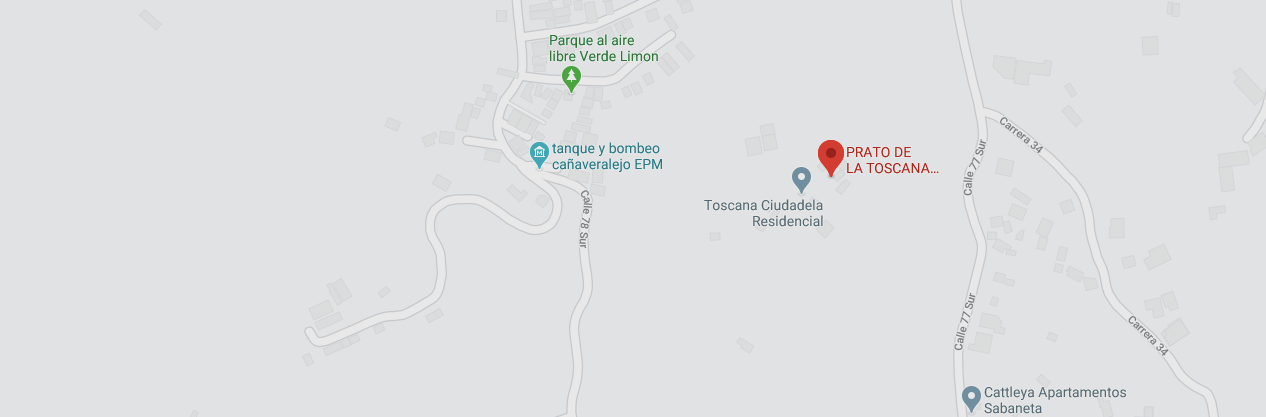 Parque al aire
libre Verde Limon
tanque y bombeo
cañaveralejo EPM
Calle 78 Sur
PRATO DE
LA TOSCANA...
Toscana Ciudadela
Residencial
Calle 77 Sur
Carrera 34
Calle 77 Sur
Carrera 34
Cattleya Apartamentos
Sabaneta